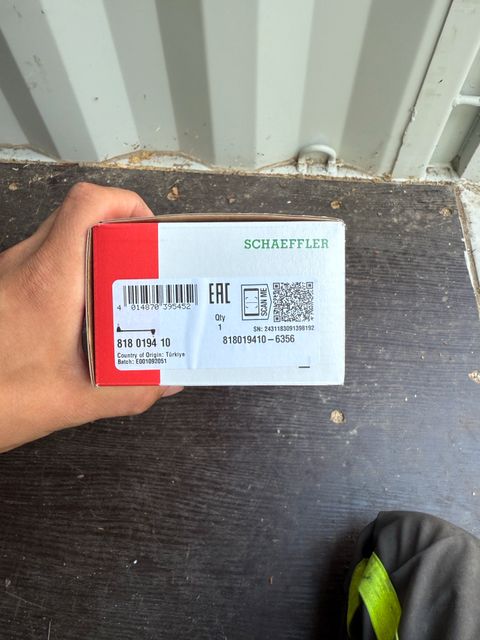 SCHAEFFLER
4 014870 395452
EAC
Qty
1
SCAN ME
SN: 2431183091398192
818 0194 10
818019410-6356
Country of Origin: Türkiye
Batch: E001092051